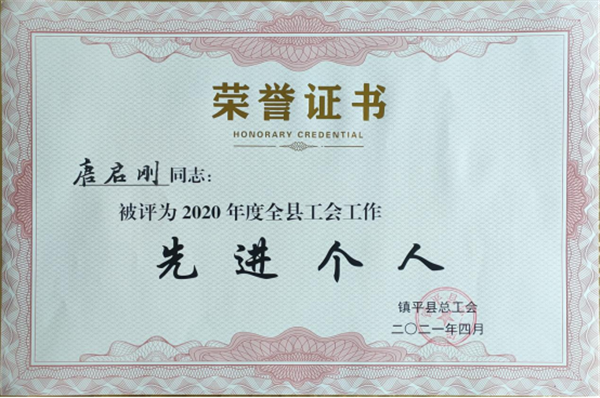 荣誉证书
HONORARY CREDENTIAL
唐启刚同志：
被评为2020年度全县工会工作
先进个人
镇平县总工会
二〇二一年四月